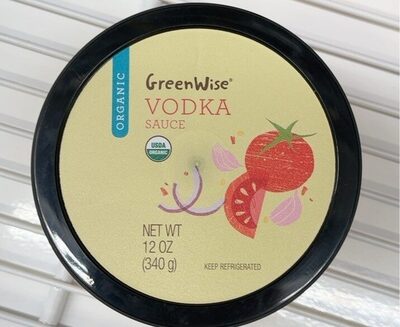 ORGANIC
GreenWise®
VODKA
SAUCE
USDA
ORGANIC
NET WT
12 OZ
(340 g)
KEEP REFRIGERATED